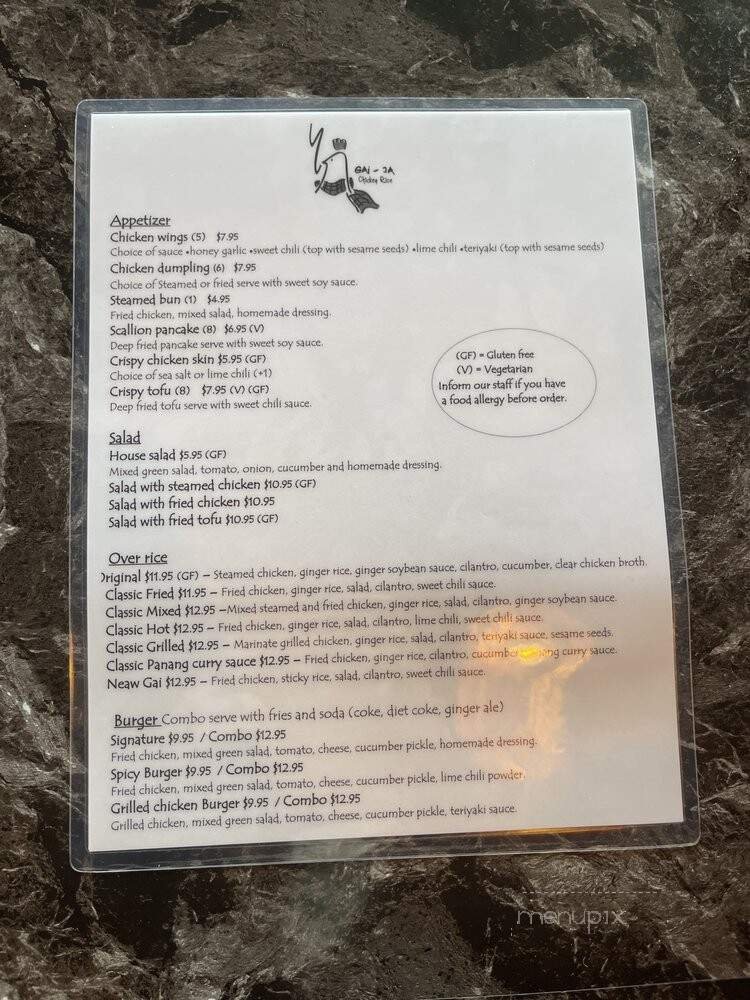 GAi - JA
Chicken Rice
Appetizer
Chicken wings (5) $7.95
Choice of sauce •honey garlic •sweet chili (top with sesame seeds) •lime chili •teriyaki (top with sesame seeds)
Chicken dumpling (6) $7.95
Choice of Steamed or fried serve with sweet soy sauce.
Steamed bun (1) $4.95
Fried chicken, mixed salad, homemade dressing.
Scallion pancake (8) $6.95 (V)
Deep fried pancake serve with sweet soy sauce.
Crispy chicken skin $5.95 (GF)
Choice of sea salt or lime chili (+1)
Crispy tofu (8) $7.95 (V) (GF)
Deep fried tofu serve with sweet chili sauce.
(GF) = Gluten free
(V) = Vegetarian
Inform our staff if you have
a food allergy before order.
Salad
House salad $5.95 (GF)
Mixed green salad, tomato, onion, cucumber and homemade dressing.
Salad with steamed chicken $10.95 (GF)
Salad with fried chicken $10.95
Salad with fried tofu $10.95 (GF)
Over rice
Original $11.95 (GF) – Steamed chicken, ginger rice, ginger soybean sauce, cilantro, cucumber, clear chicken broth.
Classic Fried $11.95 – Fried chicken, ginger rice, salad, cilantro, sweet chili sauce.
Classic Mixed $12.95 –Mixed steamed and fried chicken, ginger rice, salad, cilantro, ginger soybean sauce.
Classic Hot $12.95 – Fried chicken, ginger rice, salad, cilantro, lime chili, sweet chili sauce.
Classic Grilled $12.95 – Marinate grilled chicken, ginger rice, salad, cilantro, teriyaki sauce, sesame seeds.
Classic Panang curry sauce $12.95 – Fried chicken, ginger rice, cilantro, cucumber, panang curry sauce.
Neaw Gai $12.95 – Fried chicken, sticky rice, salad, cilantro, sweet chili sauce.
Burger Combo serve with fries and soda (coke, diet coke, ginger ale)
Signature $9.95 / Combo $12.95
Fried chicken, mixed green salad, tomato, cheese, cucumber pickle, homemade dressing.
Spicy Burger $9.95 / Combo $12.95
Fried chicken, mixed green salad, tomato, cheese, cucumber pickle, lime chili powder.
Grilled chicken Burger $9.95 / Combo $12.95
Grilled chicken, mixed green salad, tomato, cheese, cucumber pickle, teriyaki sauce.
menupix